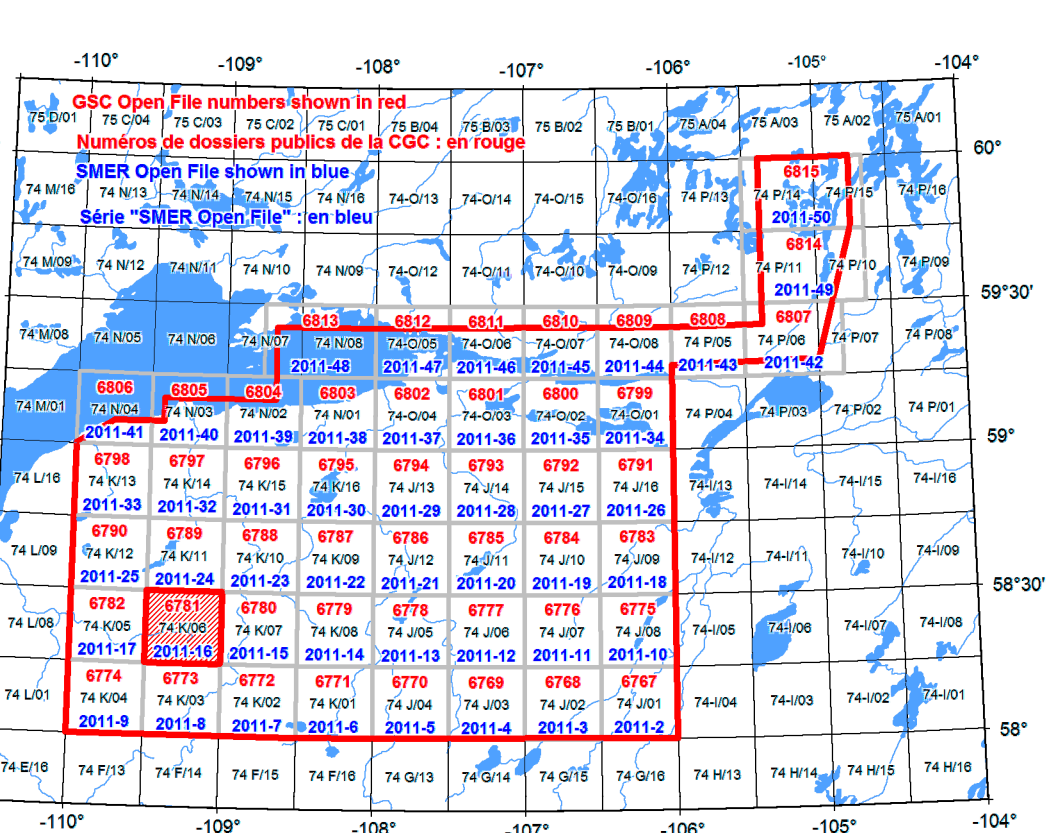 -110° -109° -108° -107° -106° -105° -104°
GSC Open File numbers shown in red
75 D/01 75 C/04 75 C/03 75 C/02 75 C/01 75 B/04 75 B/03 75 B/02 75 B/01 75 A/04 75 A/03 75 A/02 75 A/01
Numéros de dossiers publics de la CGC : en rouge
60°
SMER Open File shown in blue
6815
74 M/16 74 N/13 74 N/14 74 N/15 74 N/16 74-O/13 74-O/14 74-O/15 74-O/16 74 P/13 74 P/14 74 P/15 74 P/16
Série "SMER Open File" : en bleu
2011-50
6814
74 M/09 74 N/12 74 N/11 74 N/10 74 N/09 74-O/12 74-O/11 74-O/10 74-O/09 74 P/12 74 P/11 74 P/10 74 P/09
2011-49
59°30'
6813 6812 6811 6810 6809 6808 6807
74 M/08 74 N/05 74 N/06 74 N/07 74 N/08 74-O/05 74-O/06 74-O/07 74-O/08 74 P/05 74 P/06 74 P/07 74 P/08
2011-48 2011-47 2011-46 2011-45 2011-44 2011-43 2011-42
6806 6805 6804 6803 6802 6801 6800 6799
74 M/01 74 N/04 74 N/03 74 N/02 74 N/01 74-O/04 74-O/03 74-O/02 74-O/01 74 P/04 74 P/03 74 P/02 74 P/01
2011-41 2011-40 2011-39 2011-38 2011-37 2011-36 2011-35 2011-34
59°
6798 6797 6796 6795 6794 6793 6792 6791
74 L/16 74 K/13 74 K/14 74 K/15 74 K/16 74 J/13 74 J/14 74 J/15 74 J/16 74-I/13 74-I/14 74-I/15 74-I/16
2011-33 2011-32 2011-31 2011-30 2011-29 2011-28 2011-27 2011-26
6790 6789 6788 6787 6786 6785 6784 6783
74 L/09 74 K/12 74 K/11 74 K/10 74 K/09 74 J/12 74 J/11 74 J/10 74 J/09 74-I/12 74-I/11 74-I/10 74-I/09
2011-25 2011-24 2011-23 2011-22 2011-21 2011-20 2011-19 2011-18
58°30'
6782 6781 6780 6779 6778 6777 6776 6775
74 L/08 74 K/05 74 K/06 74 K/07 74 K/08 74 J/05 74 J/06 74 J/07 74 J/08 74-I/05 74-I/06 74-I/07 74-I/08
2011-17 2011-16 2011-15 2011-14 2011-13 2011-12 2011-11 2011-10
6774 6773 6772 6771 6770 6769 6768 6767
74 L/01 74 K/04 74 K/03 74 K/02 74 K/01 74 J/04 74 J/03 74 J/02 74 J/01 74-I/04 74-I/03 74-I/02 74-I/01
2011-9 2011-8 2011-7 2011-6 2011-5 2011-4 2011-3 2011-2
58°
74 E/16 74 F/13 74 F/14 74 F/15 74 F/16 74 G/13 74 G/14 74 G/15 74 G/16 74 H/13 74 H/14 74 H/15 74 H/16
-110° -109° -108° -107° -106° -105° -104°